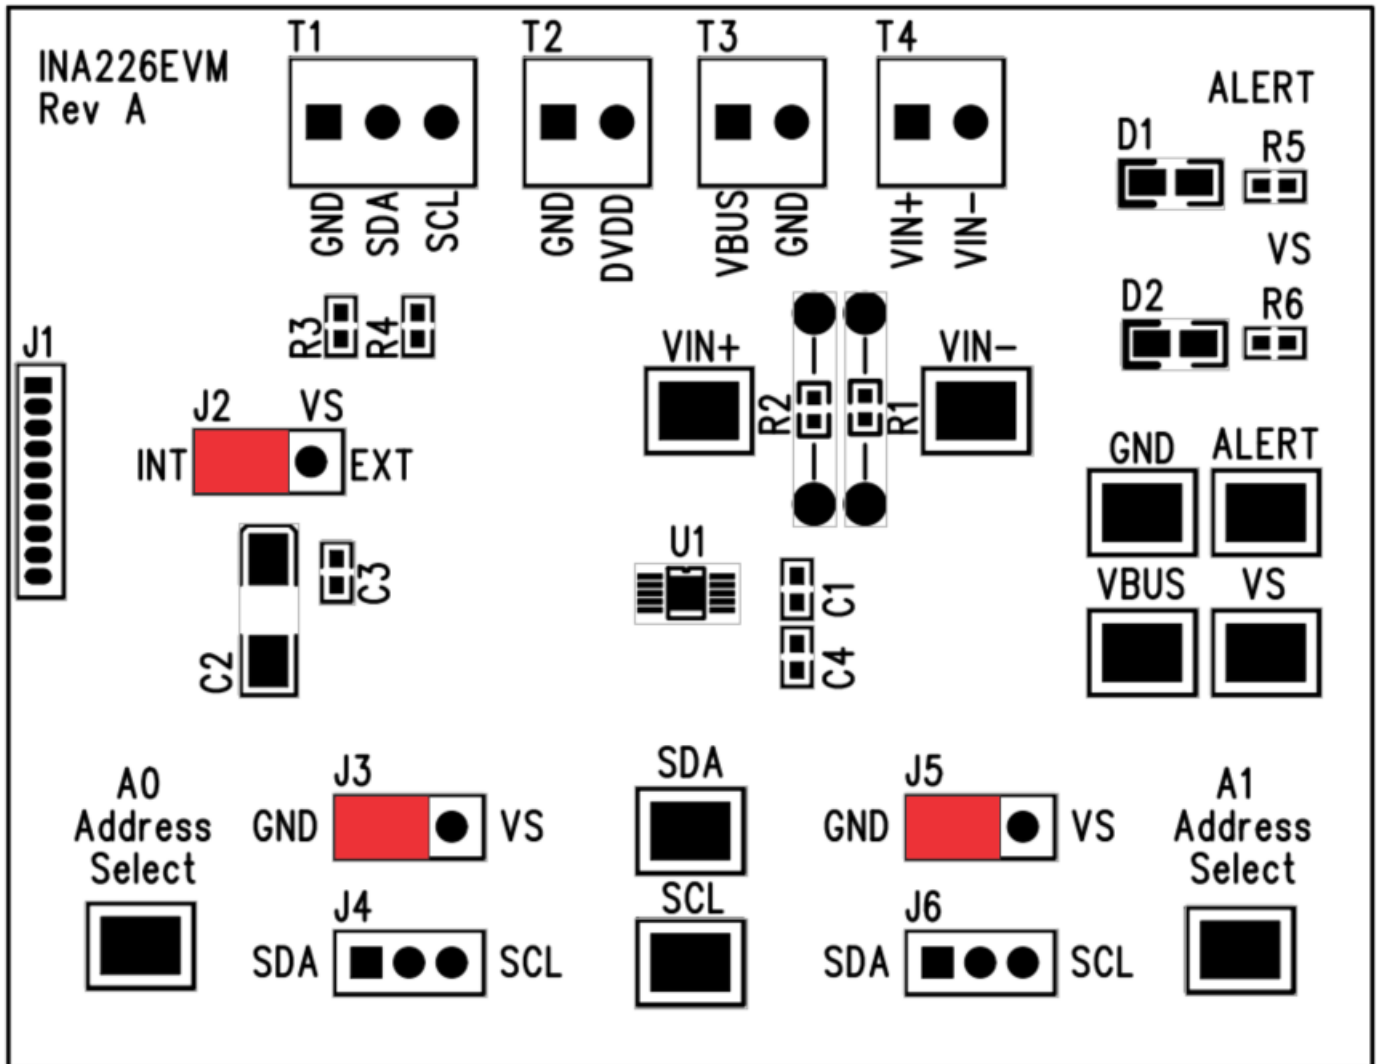 INA226EVM
Rev A
T1
T2
T3
T4
GND
SDA
SCL
GND
DVDD
VBUS
GND
VIN+
VIN-
ALERT
D1
R5
VS
D2
R6
R3
R4
J1
J2
VS
INT
EXT
VIN+
R2
R1
VIN-
GND
ALERT
VBUS
VS
C2
C3
U1
C1
C4
A0
Address
Select
J3
GND
VS
J4
SDA
SCL
SDA
SCL
J5
GND
VS
J6
SDA
SCL
A1
Address
Select